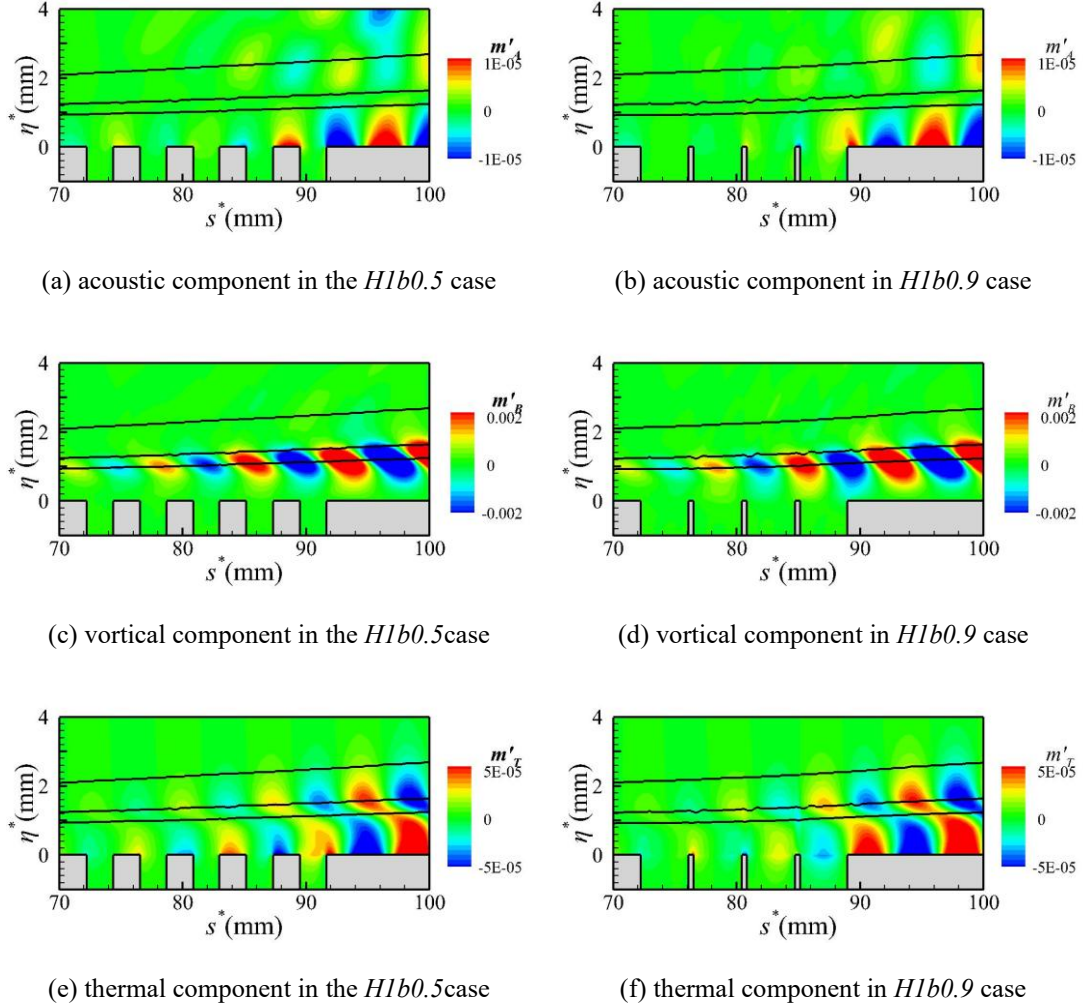 4
2
0
η*(mm)
70 80 90 100
s*(mm)
m'A
1E-05
0
-1E-05
4
2
0
η*(mm)
70 80 90 100
s*(mm)
m'A
1E-05
0
-1E-05
(a) acoustic component in the H1b0.5 case
(b) acoustic component in H1b0.9 case
4
2
0
η*(mm)
70 80 90 100
s*(mm)
m'B
0.002
0
-0.002
4
2
0
η*(mm)
70 80 90 100
s*(mm)
m'B
0.002
0
-0.002
(c) vortical component in the H1b0.5case
(d) vortical component in H1b0.9 case
4
2
0
η*(mm)
70 80 90 100
s*(mm)
m'T
5E-05
0
-5E-05
4
2
0
η*(mm)
70 80 90 100
s*(mm)
m'T
5E-05
0
-5E-05
(e) thermal component in the H1b0.5case
(f) thermal component in H1b0.9 case